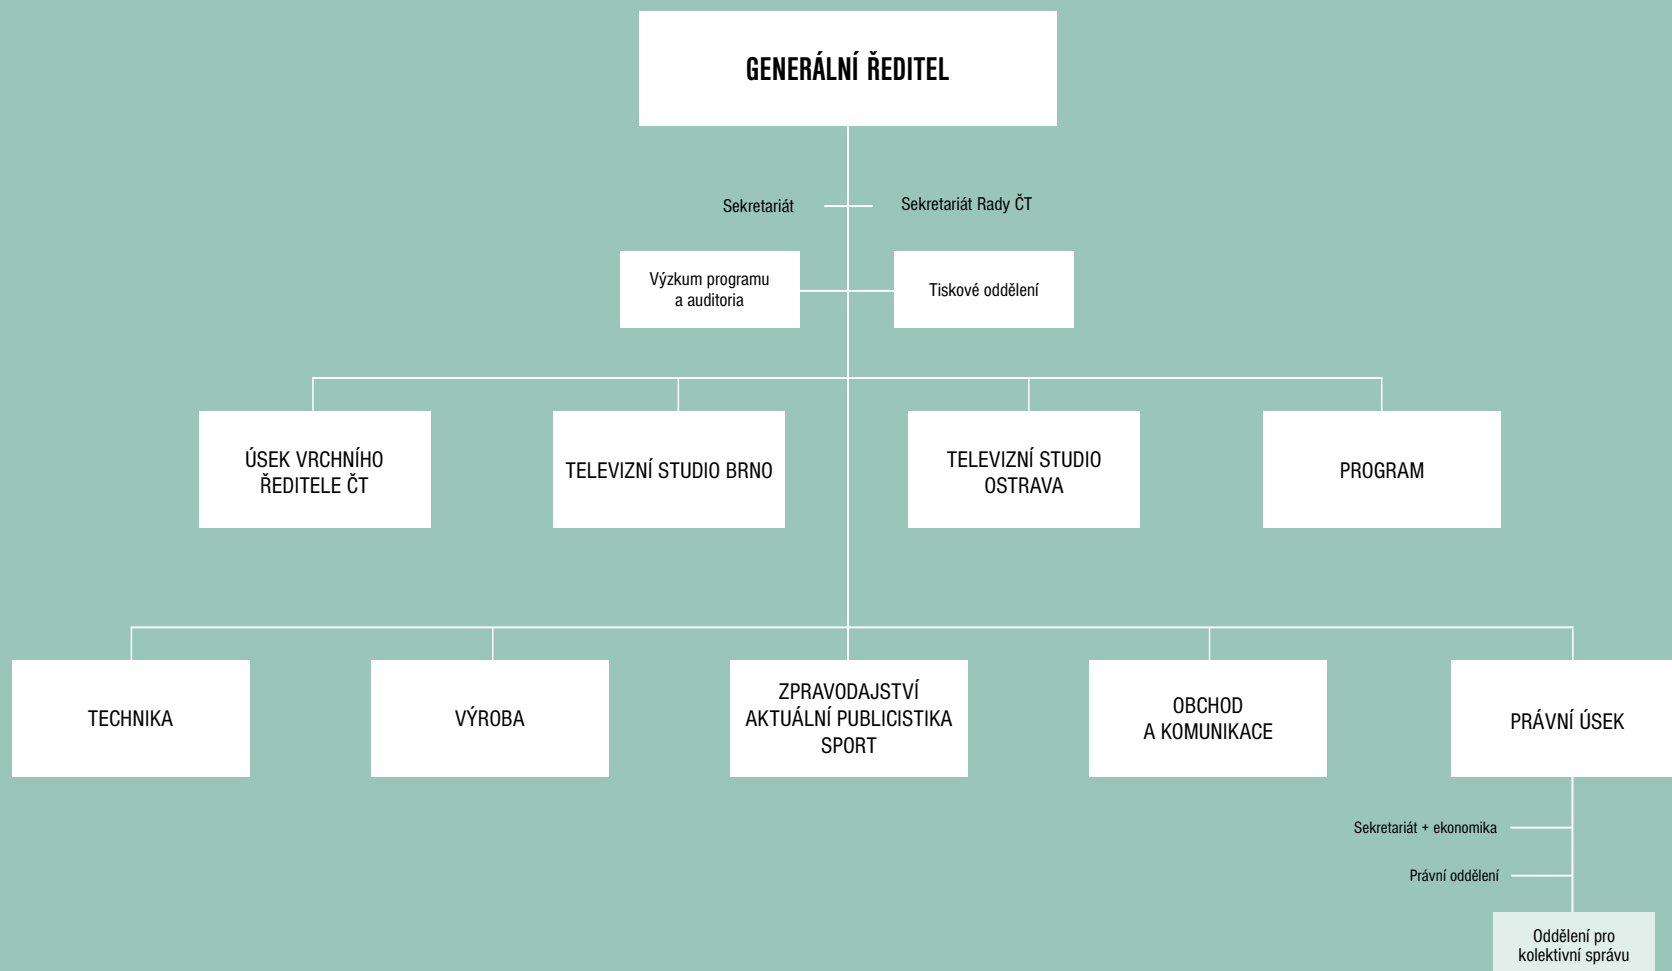 GENERÁLNÍ ŘEDITEL
Sekretariát
Sekretariát Rady ČT
Výzkum programu
a auditoria
Tiskové oddělení
ÚSEK VRCHNÍHO
ŘEDITELE ČT
TELEVIZNÍ STUDIO BRNO
TELEVIZNÍ STUDIO
OSTRAVA
PROGRAM
TECHNIKA
VÝROBA
ZPRAVODAJSTVÍ
AKTUÁLNÍ PUBLICISTIKA
SPORT
OBCHOD
A KOMUNIKACE
PRÁVNÍ ÚSEK
Sekretariát + ekonomika
Právní oddělení
Oddělení pro
kolektivní správu